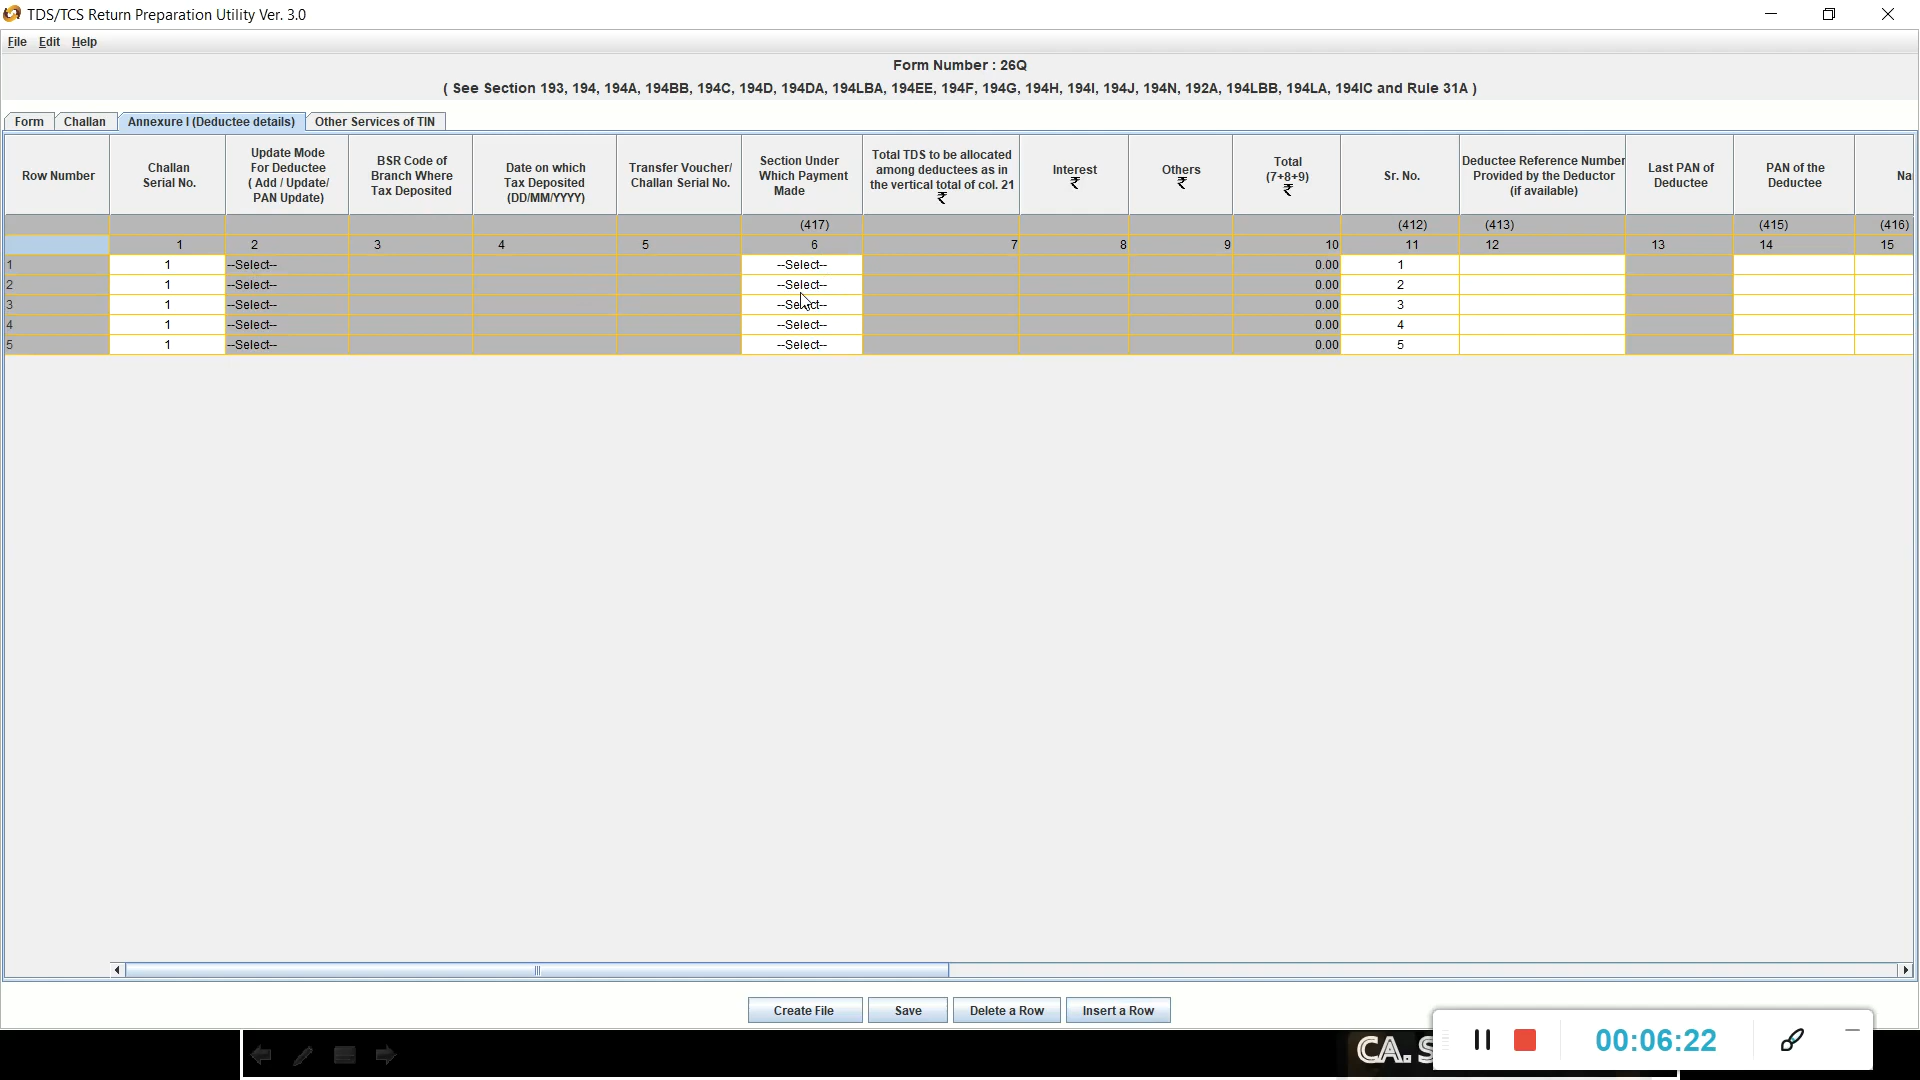 TDS/TCS Return Preparation Utility Ver. 3.0
File Edit Help
Form Number : 26Q
( See Section 193, 194, 194A, 194BB, 194C, 194D, 194DA, 194LBA, 194EE, 194F, 194G, 194H, 194I, 194J, 194N, 192A, 194LBB, 194LA, 194IC and Rule 31A )
Form Challan Annexure I (Deductee details) Other Services of TIN
Row Number
Challan
Serial No.
Update Mode
For Deductee
( Add / Update/
PAN Update)
BSR Code of
Branch Where
Tax Deposited
Date on which
Tax Deposited
(DD/MM/YYYY)
Transfer Voucher/
Challan Serial No.
Section Under
Which Payment
Made
Total TDS to be allocated
among deductees as in
the vertical total of col. 21
₹
Interest
₹
Others
₹
Total
(7+8+9)
₹
Sr. No.
Deductee Reference Number
Provided by the Deductor
(if available)
Last PAN of
Deductee
PAN of the
Deductee
Na
(417) (412) (413) (415) (416)
1 2 3 4 5 6 7 8 9 10 11 12 13 14 15
1 1 --Select-- --Select-- 0.00 1
2 1 --Select-- --Select-- 0.00 2
3 1 --Select-- --Select-- 0.00 3
4 1 --Select-- --Select-- 0.00 4
5 1 --Select-- --Select-- 0.00 5
Create File Save Delete a Row Insert a Row
CA. S
00:06:22